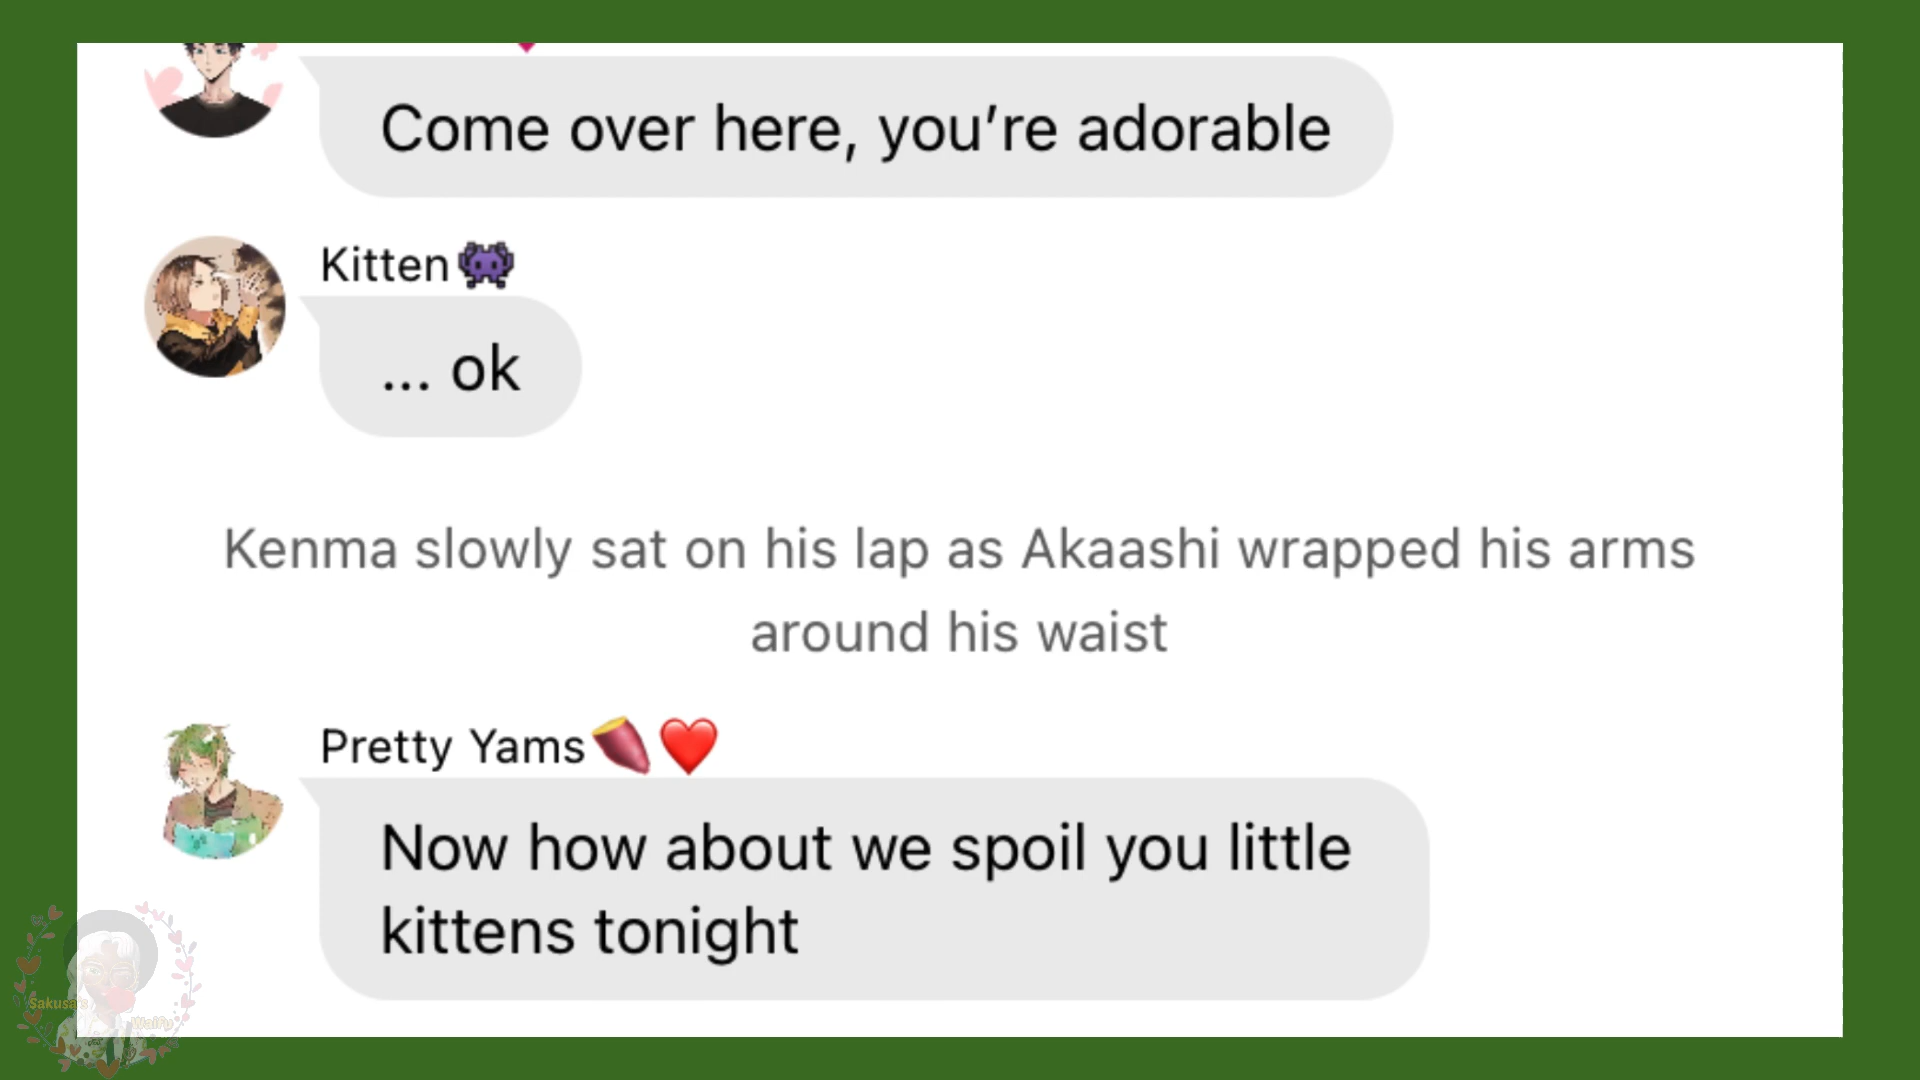 Come over here, you’re adorable
Kitten👾
... ok
Kenma slowly sat on his lap as Akaashi wrapped his arms
around his waist
Pretty Yams🍠❤️
Now how about we spoil you little
kittens tonight
Sakusa's
Waifu